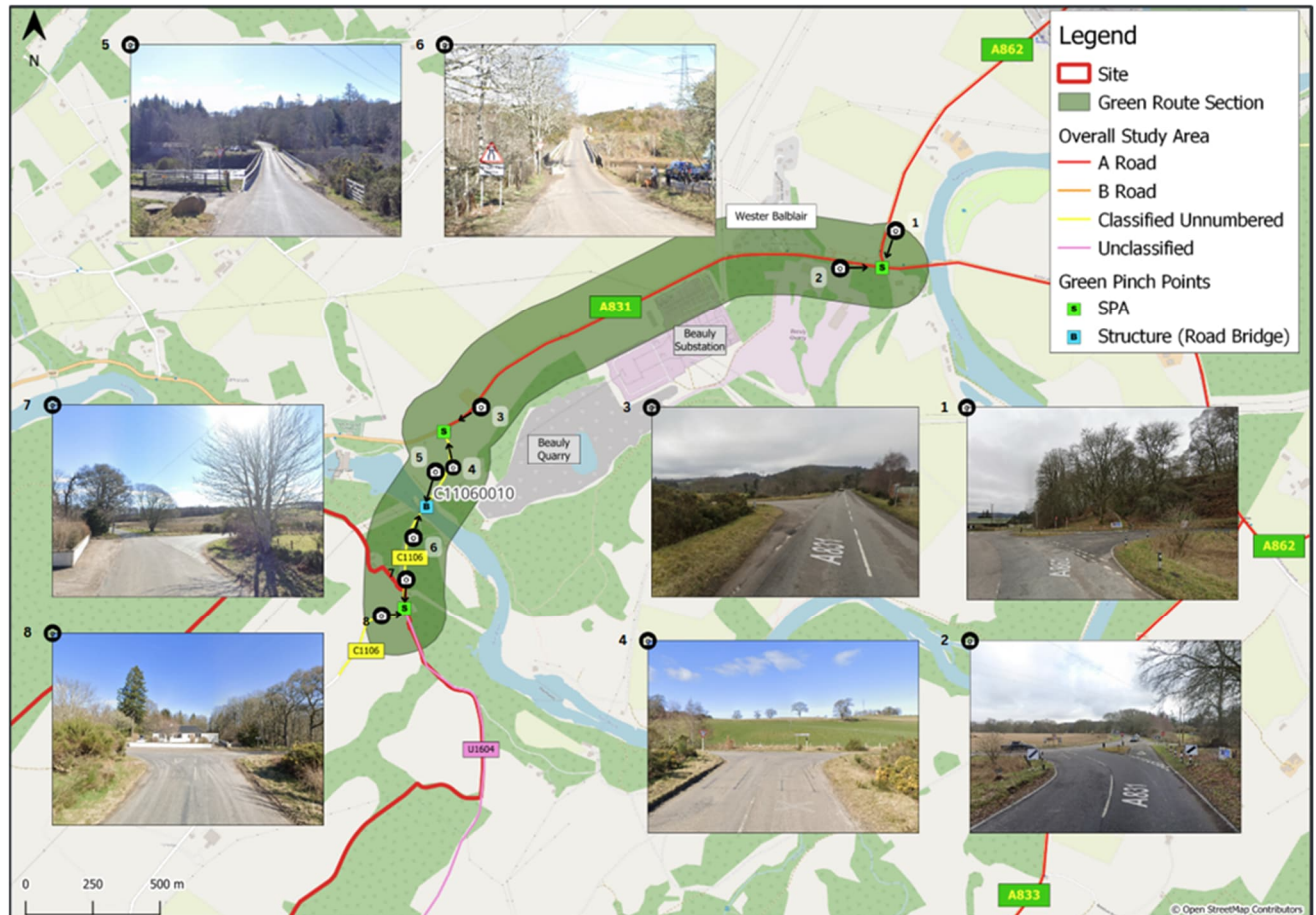 5
6
N
A862
Legend
Site
Green Route Section
Overall Study Area
A Road
B Road
Classified Unnumbered
Unclassified
Green Pinch Points
SPA
Structure (Road Bridge)
S
B
Wester Balblair
1
2
S
A831
Beauly
Substation
7
3
3
1
S
Beauly
Quarry
5
4
C11060010
B
6
C1106
7
A831
A862
A862
S
8
8
4
2
C1106
U1604
A831
0 250 500 m
A833
© Open StreetMap Contributors